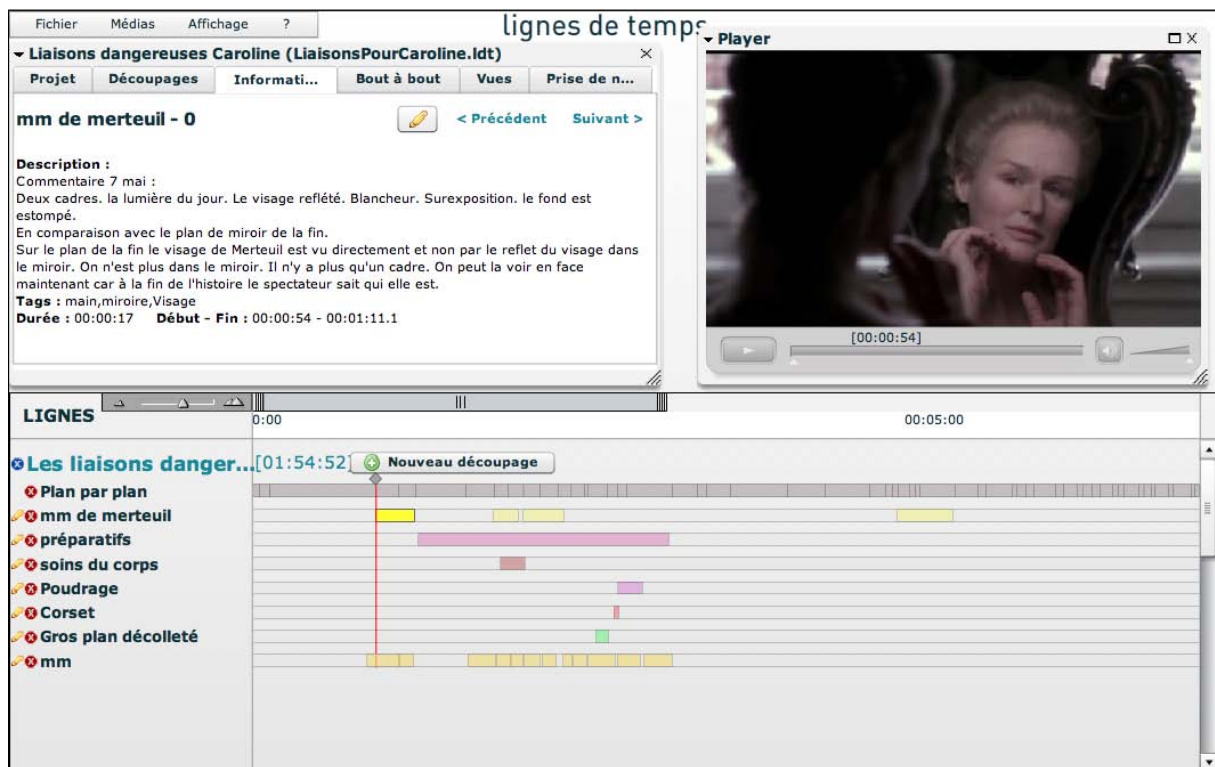 Fichier Médias Affichage ?
lignes de temps
Liaisons dangereuses Caroline (LiaisonsPourCaroline.ldt)
Projet Découpages Informati... Bout à bout Vues Prise de n...
mm de merteuil - 0 < Précédent Suivant >
Description :
Commentaire 7 mai :
Deux cadres. la lumière du jour. Le visage reflété. Blancheur. Surexposition. le fond est
estompé.
En comparaison avec le plan de miroir de la fin.
Sur le plan de la fin le visage de Merteuil est vu directement et non par le reflet du visage dans
le miroir. On n'est plus dans le miroir. Il n'y a plus qu'un cadre. On peut la voir en face
maintenant car à la fin de l'histoire le spectateur sait qui elle est.
Tags : main,miroire,Visage
Durée : 00:00:17 Début - Fin : 00:00:54 - 00:01:11.1
Player
[00:00:54]
LIGNES
0:00 00:05:00
Les liaisons danger... [01:54:52] Nouveau découpage
Plan par plan
mm de merteuil
préparatifs
soins du corps
Poudrage
Corset
Gros plan décolleté
mm